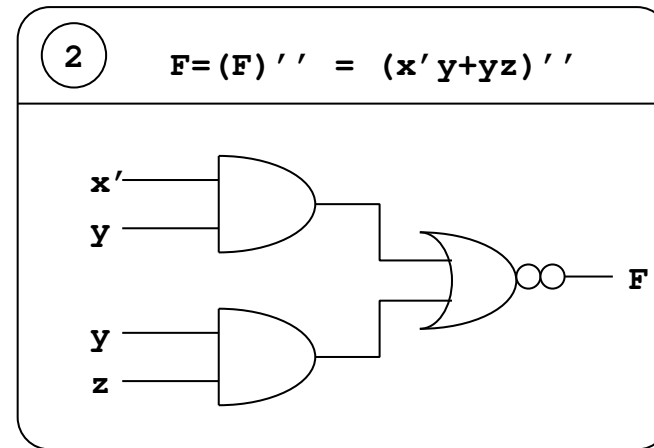 2
F=(F)′′ = (x′y+yz)′′
x′
y
F
y
z